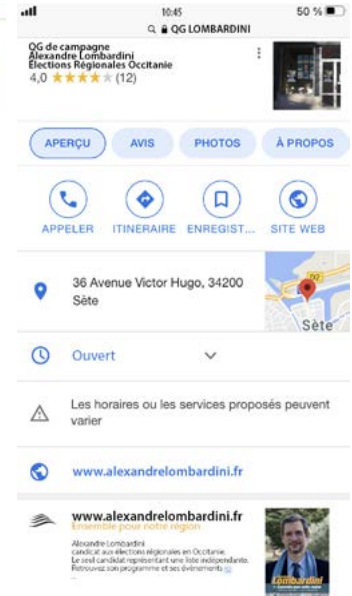 10:45
50 %
QG LOMBARDINI
QG de campagne
Alexandre Lombardini
Élections Régionales Occitanie
4,0 ★★★★★ (12)
APERÇU AVIS PHOTOS À PROPOS
APPELER ITINÉRAIRE ENREGIST... SITE WEB
36 Avenue Victor Hugo, 34200
Sète
Sète
Ouvert
Les horaires ou les services proposés peuvent
varier
www.alexandrelombardini.fr
www.alexandrelombardini.fr
Ensemble pour notre région
Alexandre Lombardini
candicat aux élections régionales en Occitanie.
Le seul candidat représentant une liste indépendante.
Retrouvez son programme et ses événements
...
Lombardini